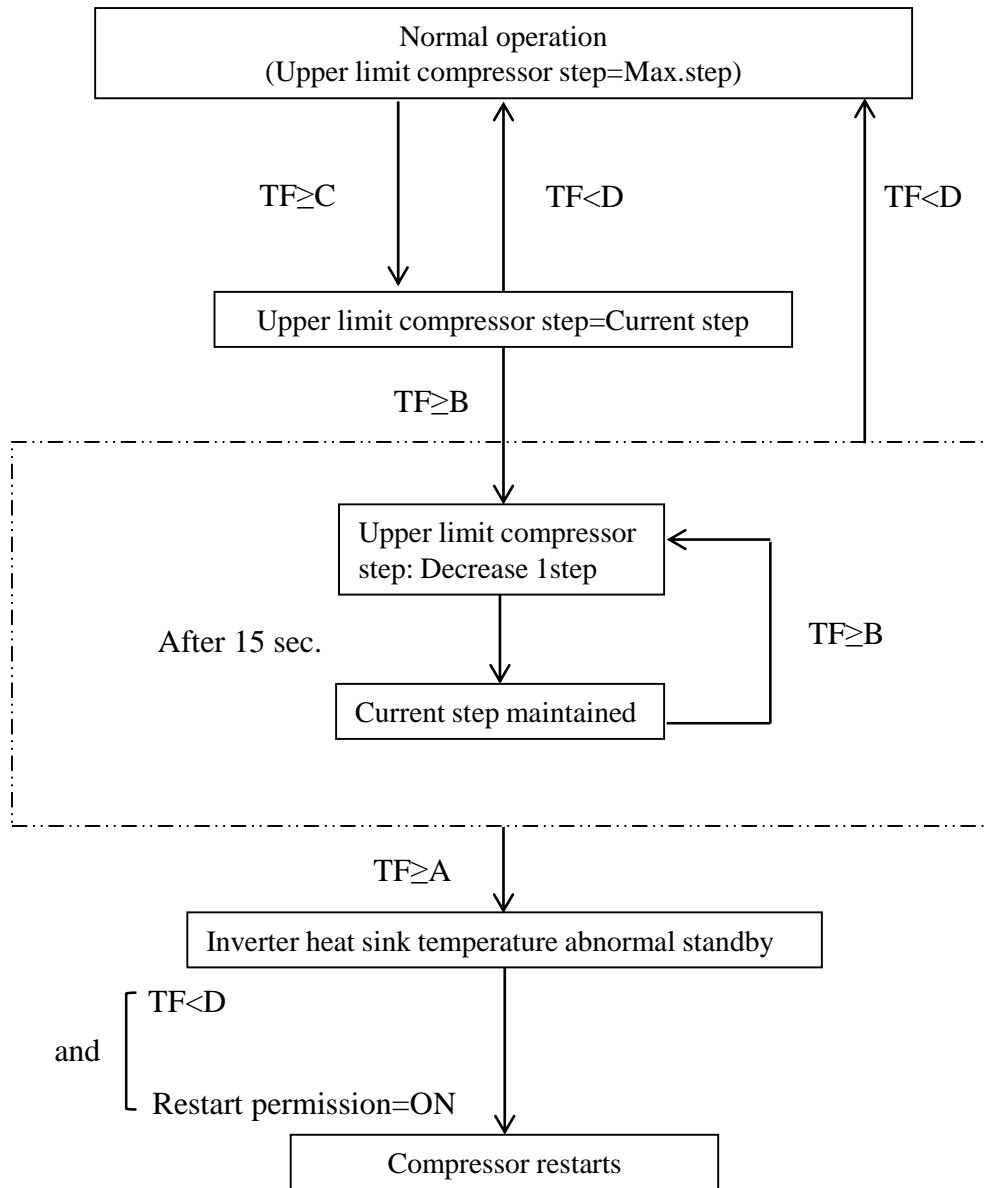 Normal operation
(Upper limit compressor step=Max.step)
TF≥C
TF<D
TF<D
Upper limit compressor step=Current step
TF≥B
Upper limit compressor
step: Decrease 1step
After 15 sec.
TF≥B
Current step maintained
TF≥A
Inverter heat sink temperature abnormal standby
TF<D
and
Restart permission=ON
Compressor restarts